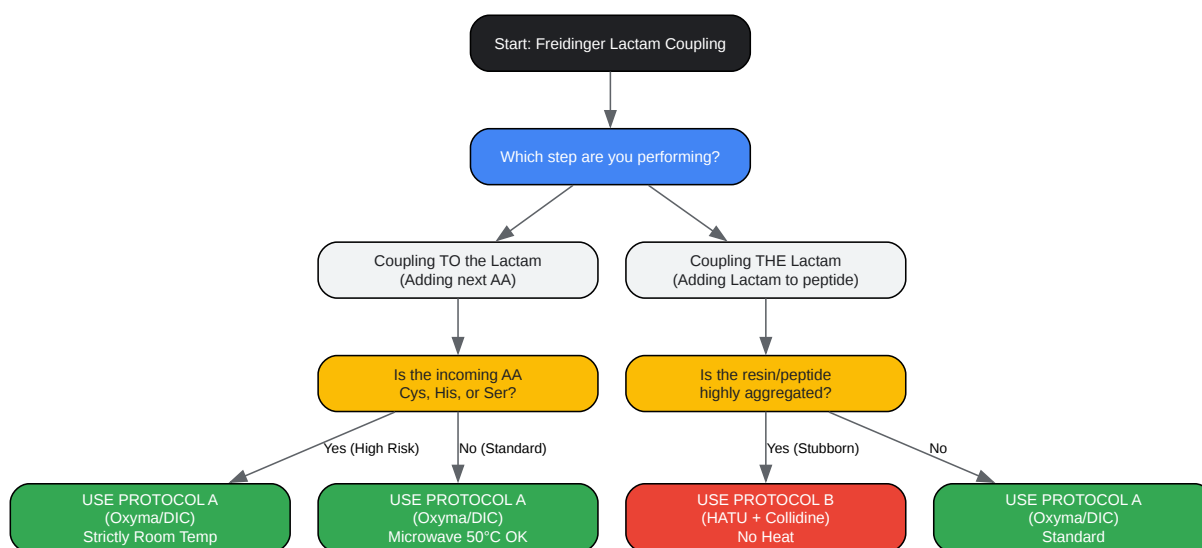 Start: Freidinger Lactam Coupling
Which step are you performing?
Coupling TO the Lactam
(Adding next AA)
Coupling THE Lactam
(Adding Lactam to peptide)
Is the incoming AA
Cys, His, or Ser?
Is the resin/peptide
highly aggregated?
Yes (High Risk)
No (Standard)
Yes (Stubborn)
No
USE PROTOCOL A
(Oxyma/DIC)
Strictly Room Temp
USE PROTOCOL A
(Oxyma/DIC)
Microwave 50°C OK
USE PROTOCOL B
(HATU + Collidine)
No Heat
USE PROTOCOL A
(Oxyma/DIC)
Standard